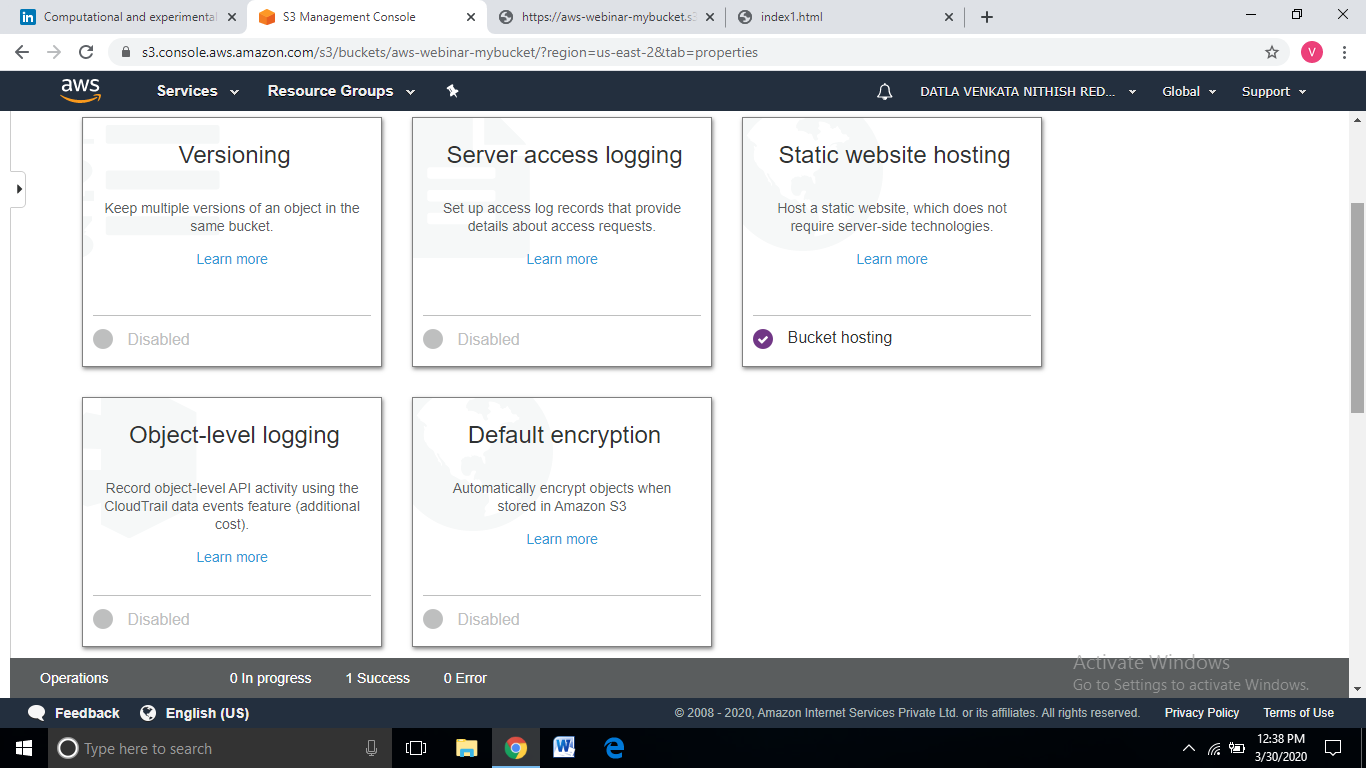 Computational and experimental
S3 Management Console
https://aws-webinar-mybucket.s3
index1.html
s3.console.aws.amazon.com/s3/buckets/aws-webinar-mybucket/?region=us-east-2&tab=properties
V
aws
Services
Resource Groups
DATLA VENKATA NITHISH RED...
Global
Support
Versioning
Keep multiple versions of an object in the
same bucket.
Learn more
Disabled
Server access logging
Set up access log records that provide
details about access requests.
Learn more
Disabled
Static website hosting
Host a static website, which does not
require server-side technologies.
Learn more
Bucket hosting
Object-level logging
Record object-level API activity using the
CloudTrail data events feature (additional
cost).
Learn more
Disabled
Default encryption
Automatically encrypt objects when
stored in Amazon S3
Learn more
Disabled
Activate Windows
Go to Settings to activate Windows.
Operations
0 In progress
1 Success
0 Error
Feedback
English (US)
© 2008 - 2020, Amazon Internet Services Private Ltd. or its affiliates. All rights reserved.
Privacy Policy
Terms of Use
Type here to search
12:38 PM
3/30/2020